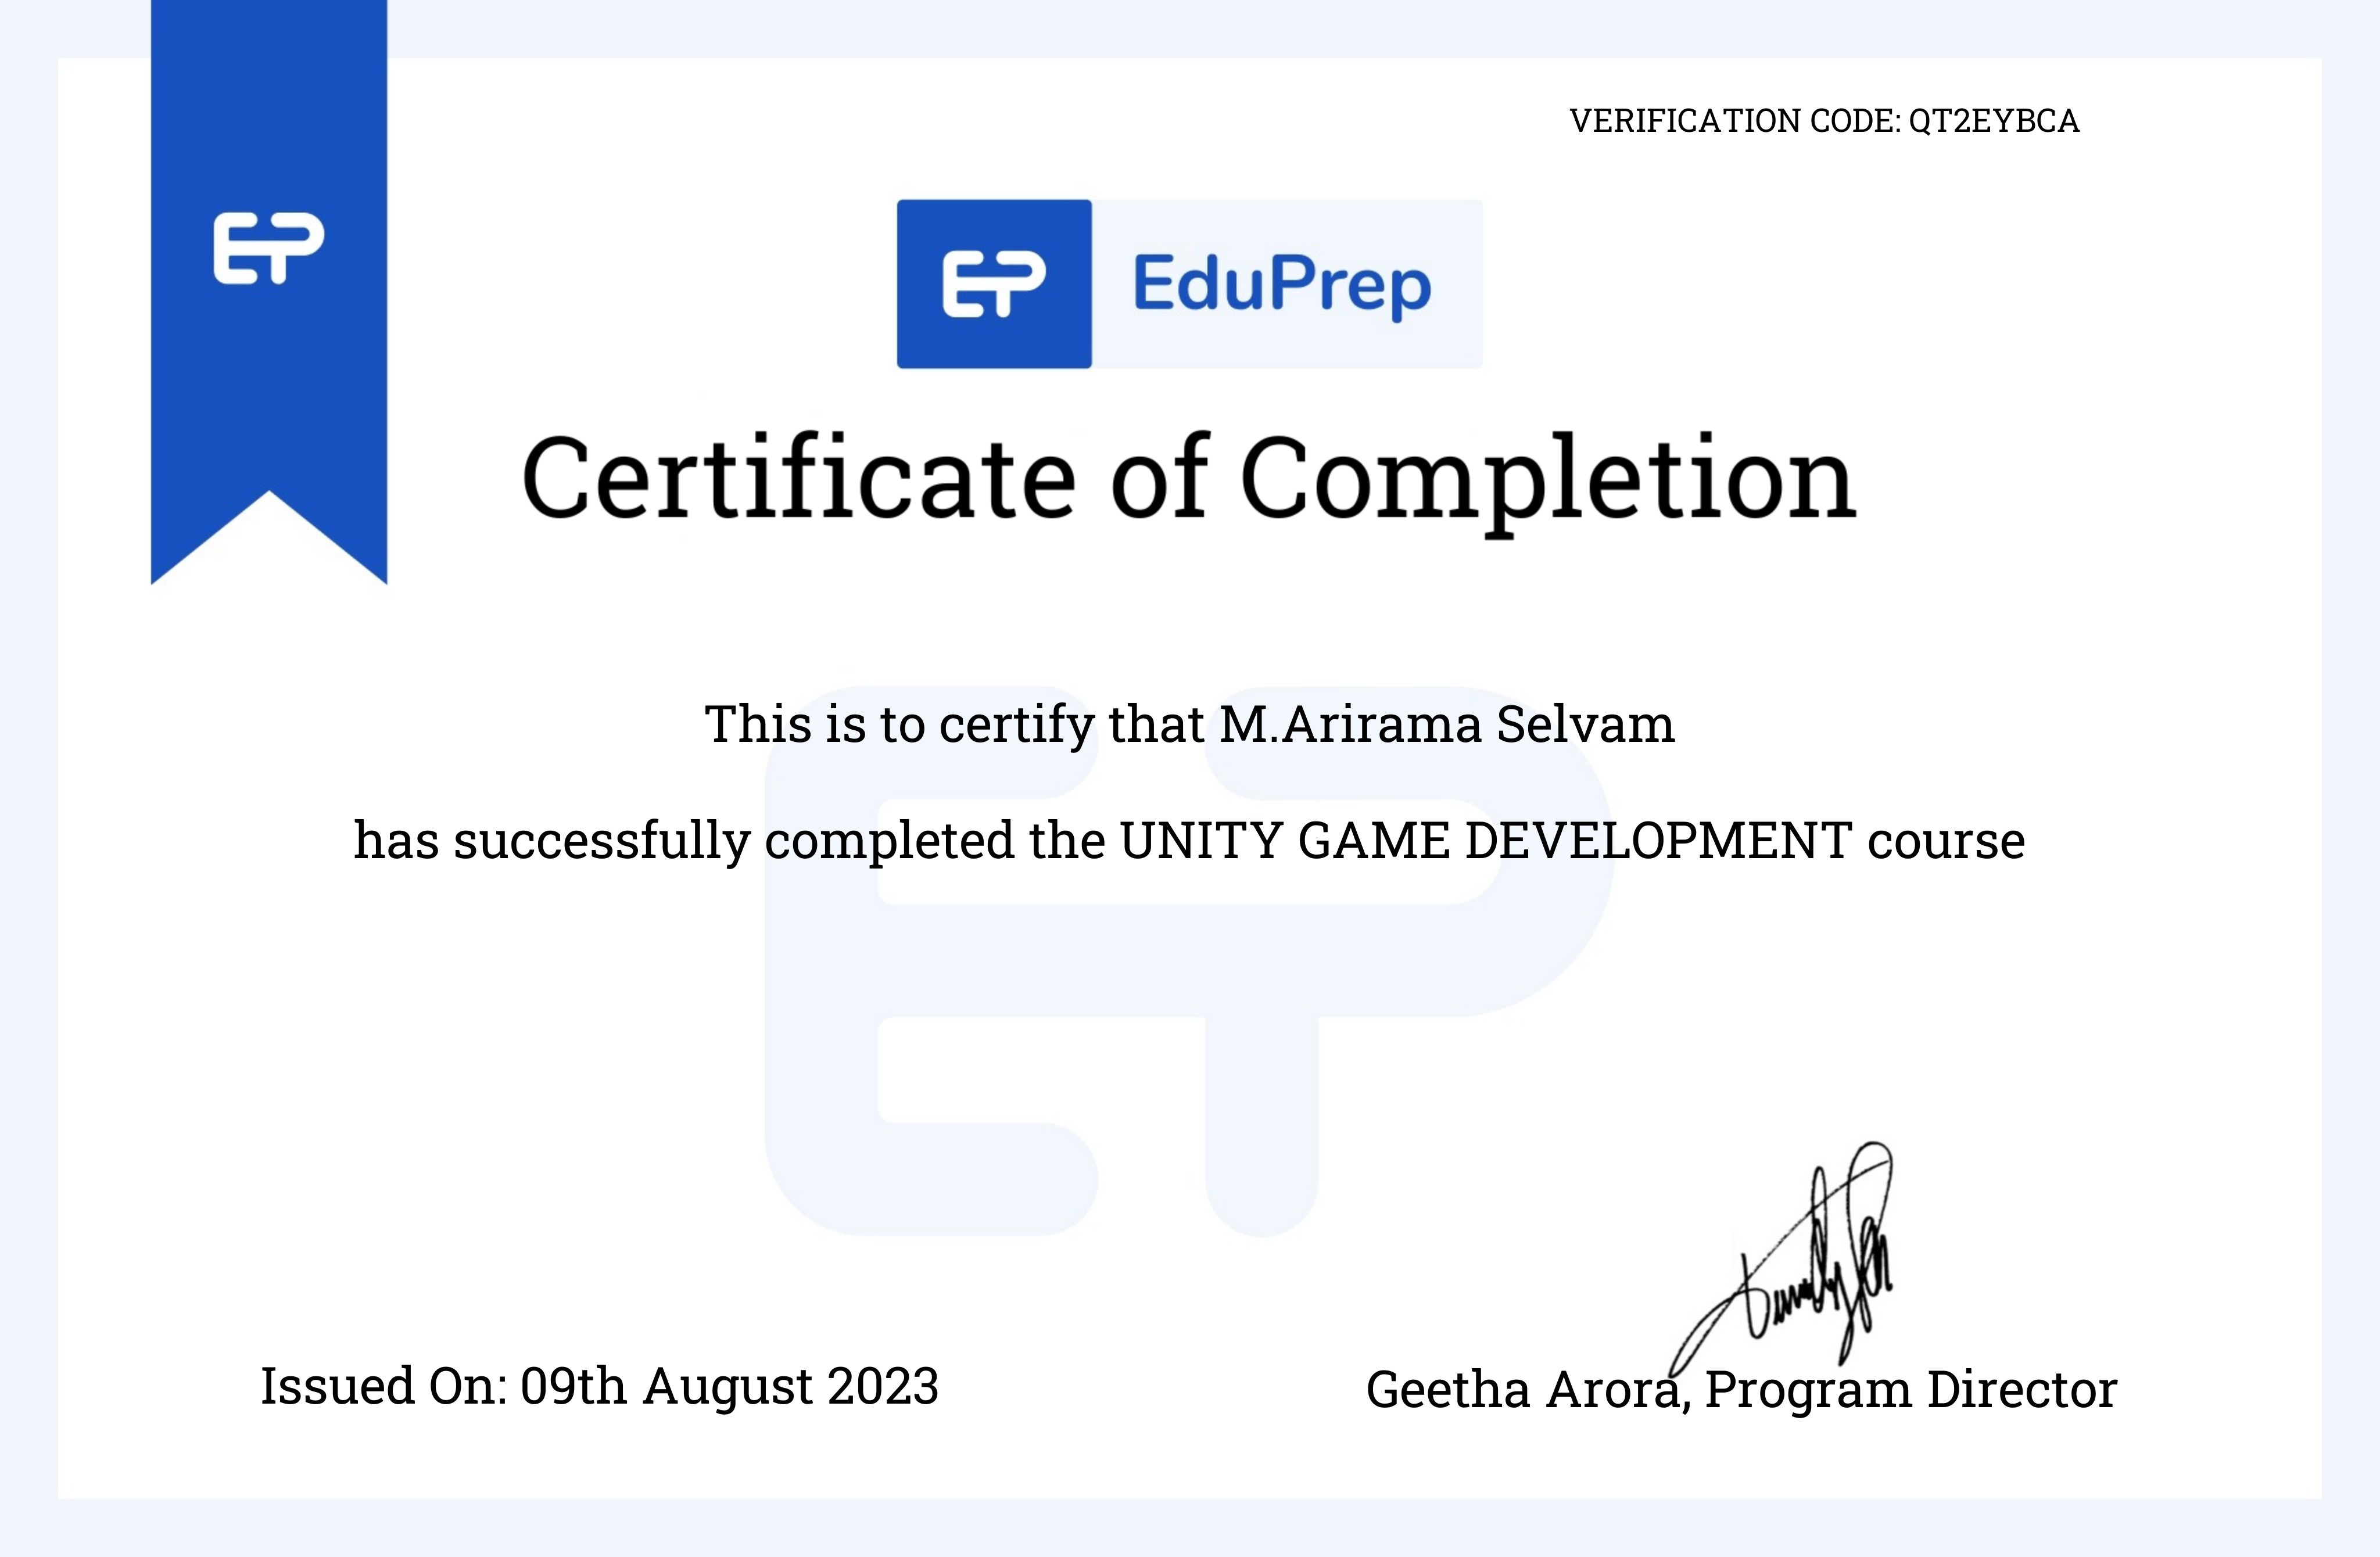 VERIFICATION CODE: QT2EYBCA
EP
EP EduPrep
Certificate of Completion
This is to certify that M.Arirama Selvam
has successfully completed the UNITY GAME DEVELOPMENT course
Issued On: 09th August 2023
Geetha Arora, Program Director